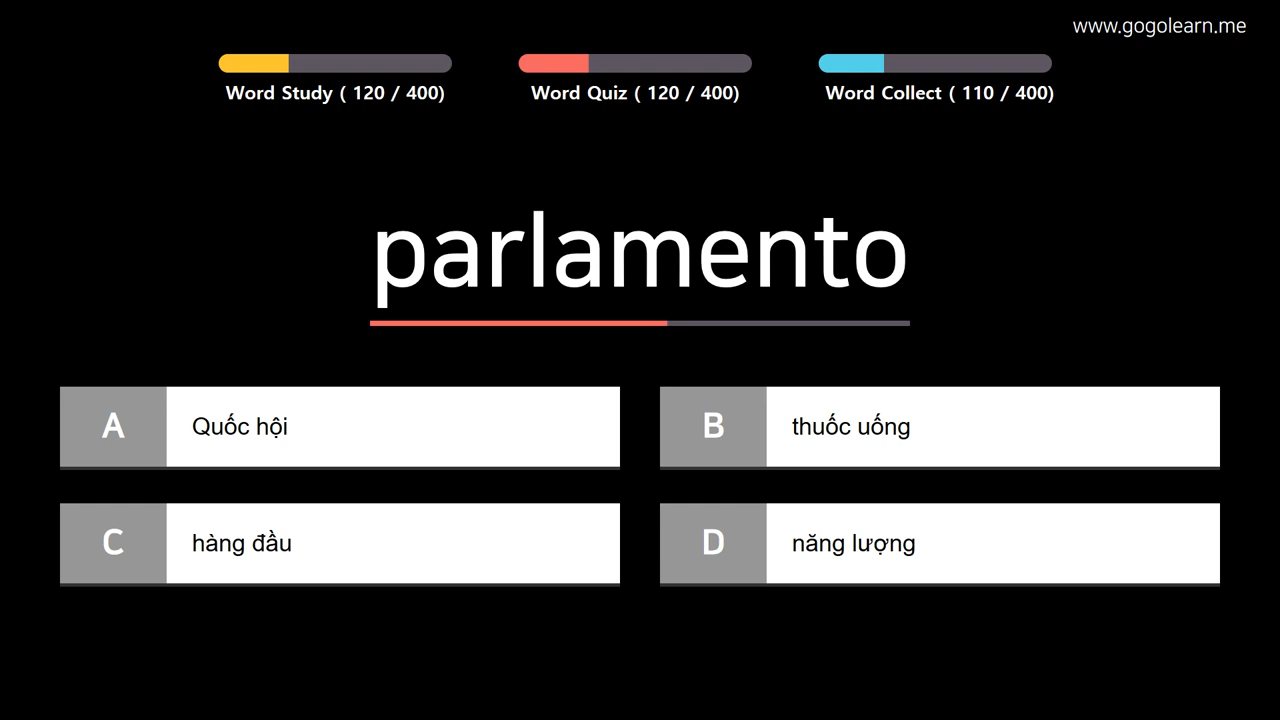 www.gogolearn.me
Word Study ( 120 / 400)
Word Quiz ( 120 / 400)
Word Collect ( 110 / 400)
parlamento
A
Quốc hội
B
thuốc uống
C
hàng đầu
D
năng lượng